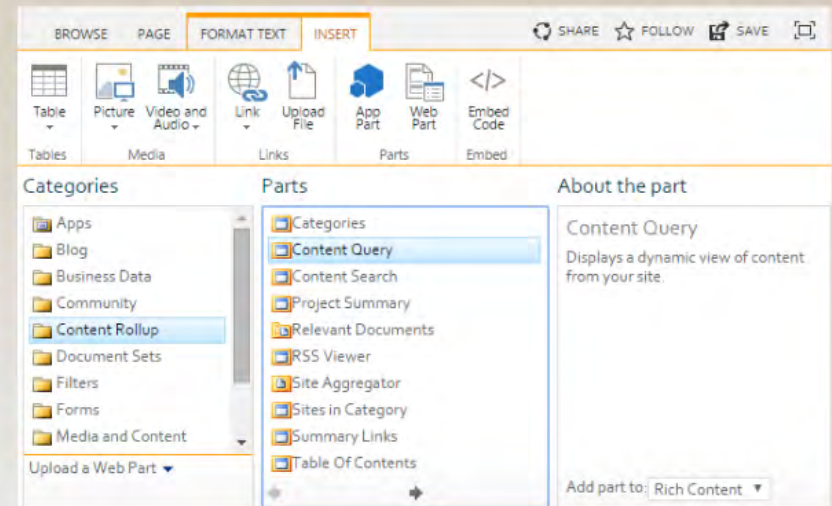 BROWSE PAGE FORMAT TEXT INSERT SHARE FOLLOW SAVE
Table Picture Video and Audio Link Upload File App Part Web Part </> Embed Code
Tables Media Links Parts Embed
Categories
Apps
Blog
Business Data
Community
Content Rollup
Document Sets
Filters
Forms
Media and Content
Upload a Web Part
Parts
Categories
Content Query
Content Search
Project Summary
Relevant Documents
RSS Viewer
Site Aggregator
Sites in Category
Summary Links
Table Of Contents
About the part
Content Query
Displays a dynamic view of content
from your site.
Add part to: Rich Content